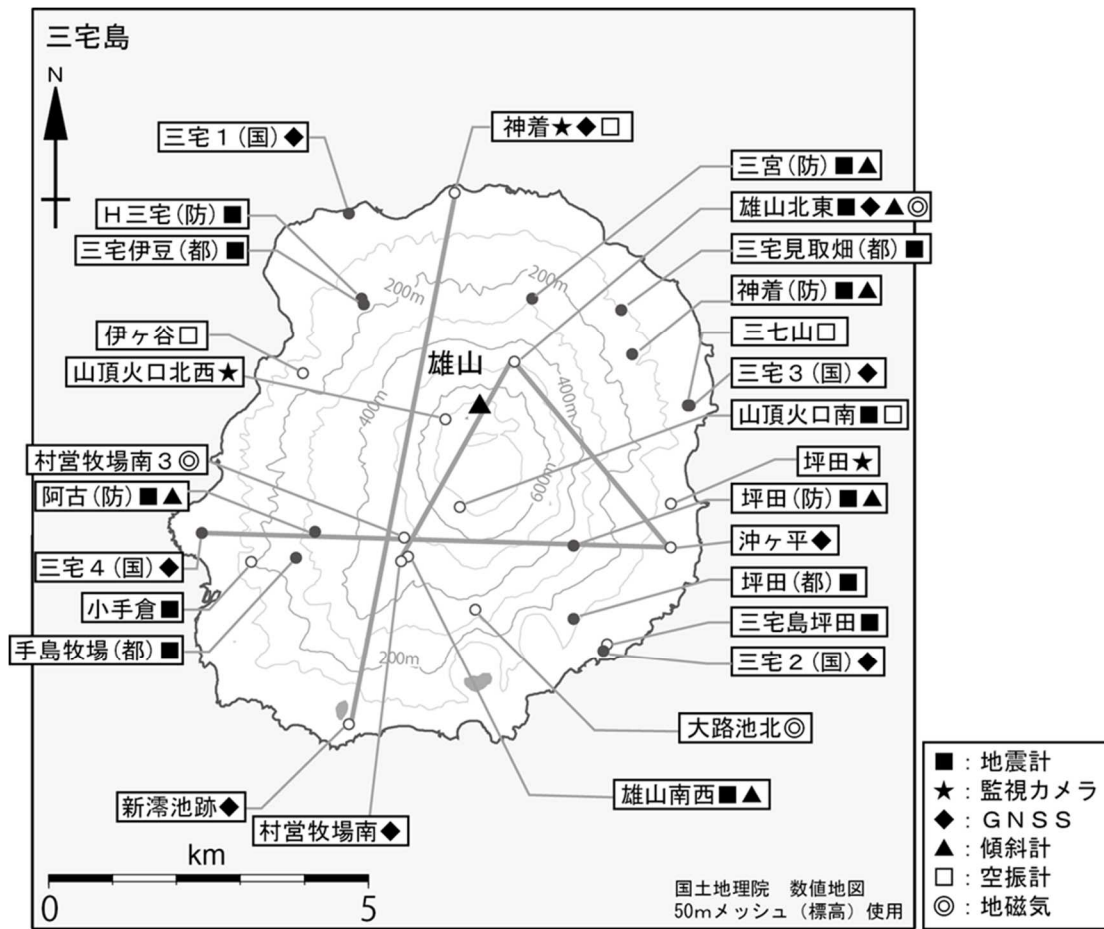 三宅島
N
神着★◆□
三宅1(国)◆
三宮(防)■▲
H三宅(防)■
雄山北東■◆▲◎
三宅伊豆(都)■
三宅見取畑(都)■
200m
200m
神着(防)■▲
伊ヶ谷□
三七山□
山頂火口北西★
雄山
400m
三宅3(国)◆
400m
山頂火口南■□
村営牧場南3◎
600m
坪田★
阿古(防)■▲
坪田(防)■▲
三宅4(国)◆
沖ヶ平◆
小手倉■
坪田(都)■
手島牧場(都)■
三宅島坪田■
200m
三宅2(国)◆
大路池北◎
新澪池跡◆
雄山南西■▲
村営牧場南◆
km
0 5
国土地理院 数値地図
50mメッシュ(標高)使用
■:地震計
★:監視カメラ
◆:GNSS
▲:傾斜計
□:空振計
◎:地磁気